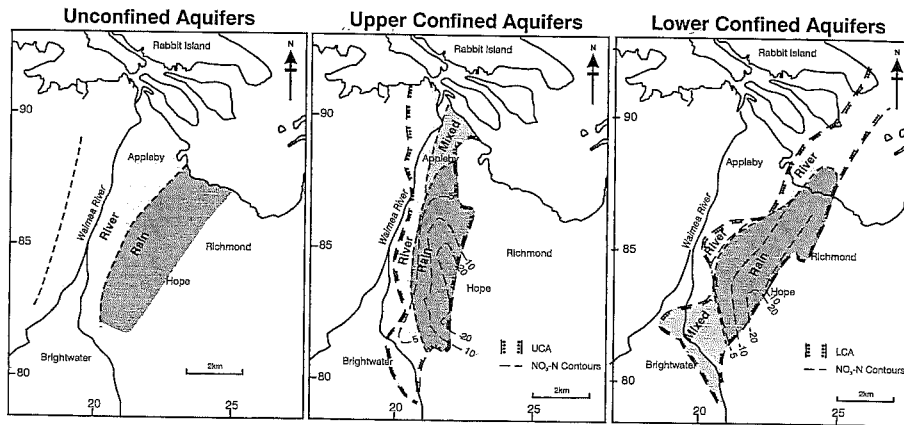 Unconfined Aquifers
Rabbit Island
N
90
Appleby
Waimea River
River
Rain
85
Richmond
Hope
Brightwater
80
2km
20
25
Upper Confined Aquifers
Rabbit Island
N
90
Mixed
Appleby
Waimea River
5
85
River
Rain
10
20
Richmond
Hope
5
20
10
Brightwater
UCA
NO₃-N Contours
80
2km
20
25
Lower Confined Aquifers
Rabbit Island
N
90
Appleby
River
Waimea River
River
85
Rain
Richmond
Hope
20
Mixed
20
10
5
Brightwater
LCA
NO₃-N Contours
80
2km
20
25